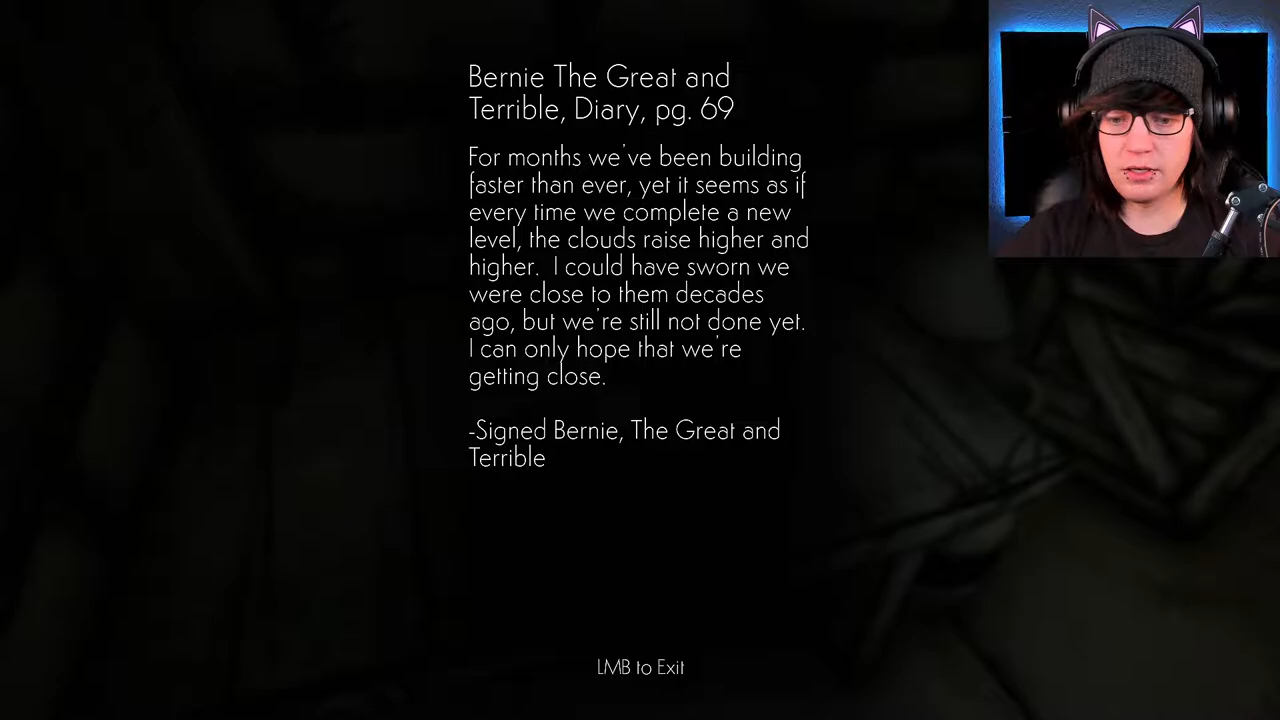 Bernie The Great and
Terrible, Diary, pg. 69
For months we've been building
faster than ever, yet it seems as if
every time we complete a new
level, the clouds raise higher and
higher.  I could have sworn we
were close to them decades
ago, but we're still not done yet.
I can only hope that we're
getting close.
-Signed Bernie, The Great and
Terrible
LMB to Exit